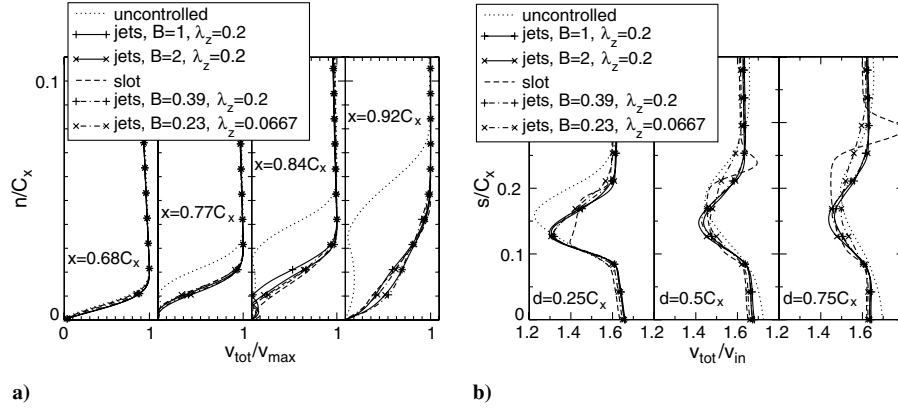 uncontrolled
jets, B=1, λz=0.2
jets, B=2, λz=0.2
slot
jets, B=0.39, λz=0.2
jets, B=0.23, λz=0.0667
0.1
n/Cx
0
x=0.68Cx
x=0.77Cx
x=0.84Cx
x=0.92Cx
0 1 1 1 1
vtot/vmax
a)
uncontrolled
jets, B=1, λz=0.2
jets, B=2, λz=0.2
slot
jets, B=0.39, λz=0.2
jets, B=0.23, λz=0.0667
0.2
s/Cx
0.1
0
d=0.25Cx
d=0.5Cx
d=0.75Cx
1.2 1.4 1.6 1.2 1.4 1.6 1.2 1.4 1.6
vtot/vin
b)